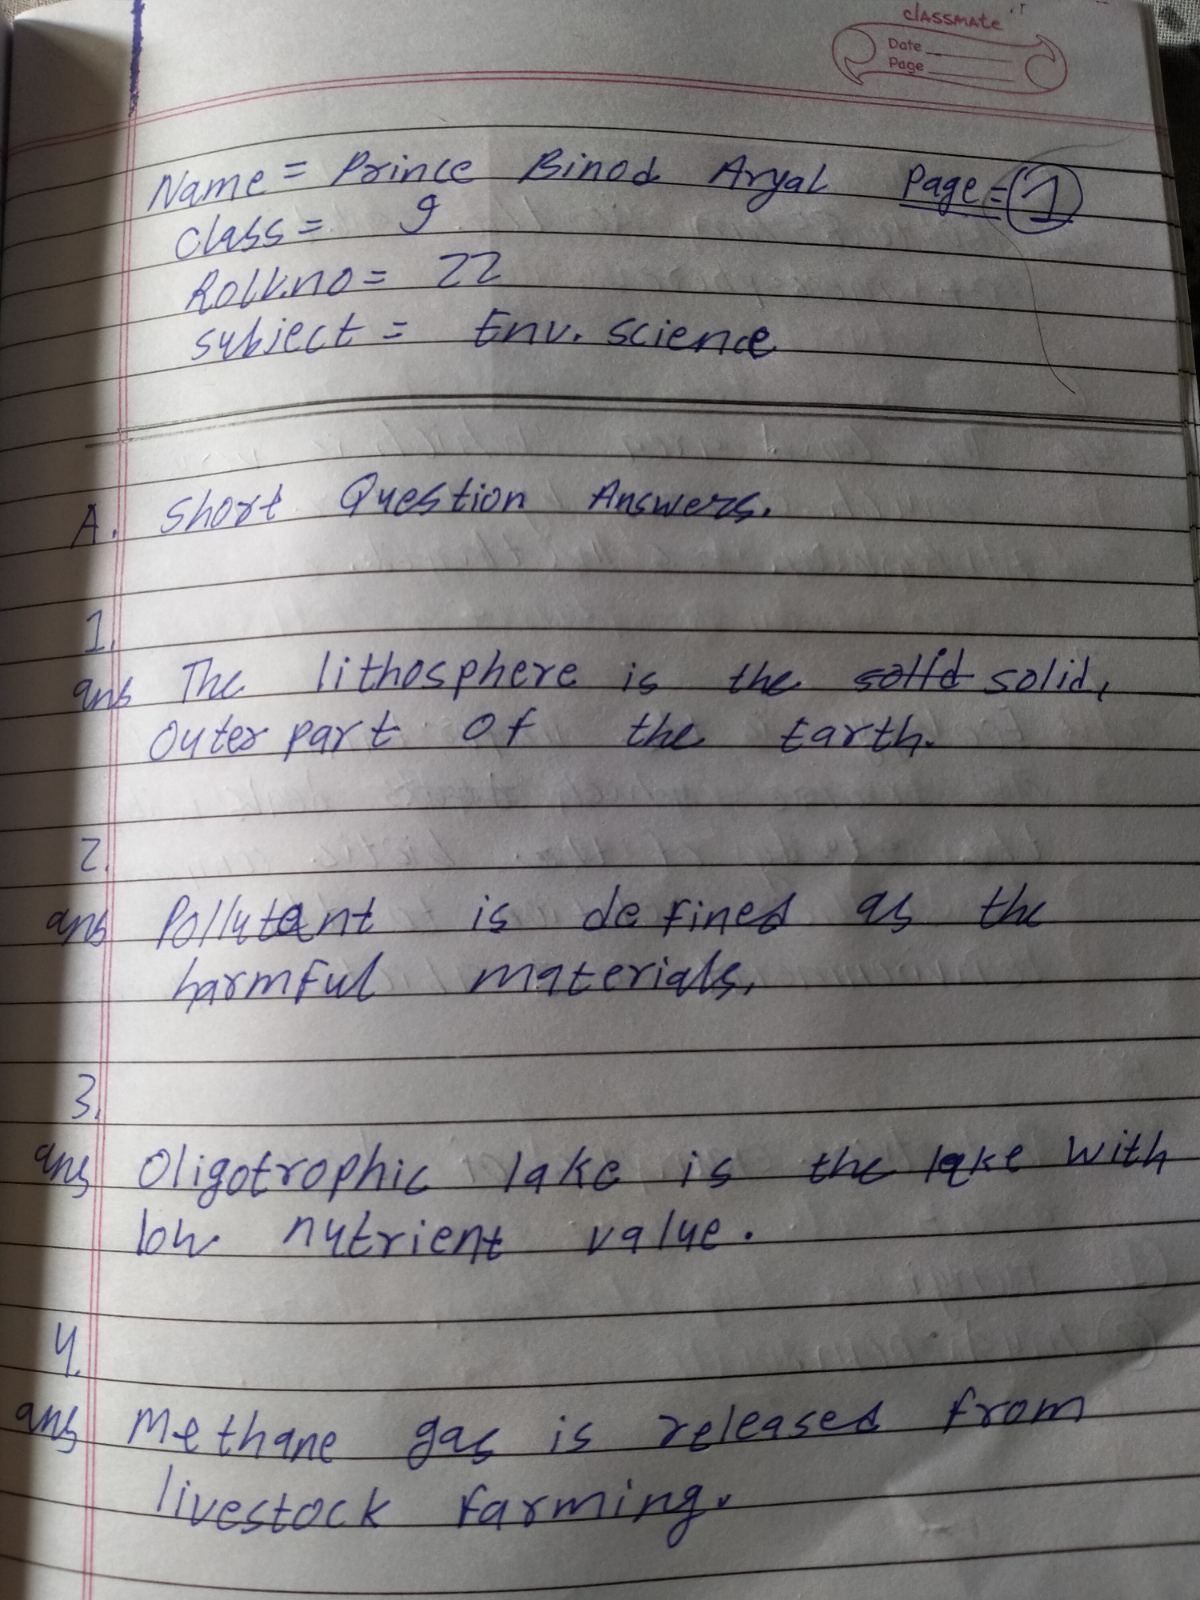 classmate
Date
Page
Name = Prince Binod Aryal Page = 1
class = 9
Roll.no = 22
subject = Env. science
A. Short Question Answers.
1.
ans The lithosphere is the solid solid,
outer part of the Earth.
2.
ans Pollutant is defined as the
harmful materials.
3.
ans Oligotrophic lake is the lake with
low nutrient value.
4.
ans Methane gas is released from
livestock farming.